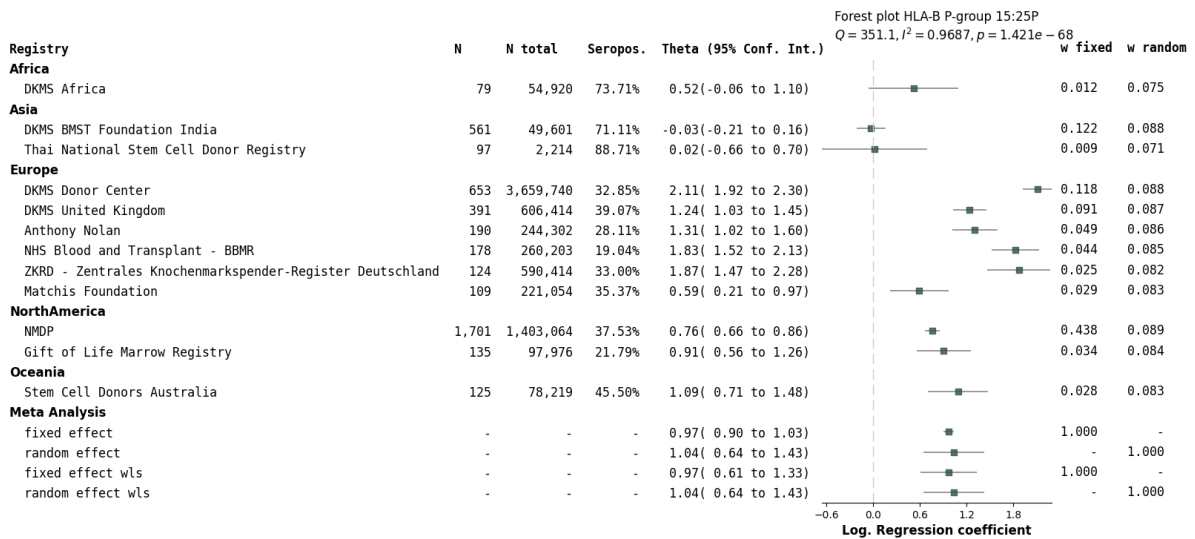 Forest plot HLA-B P-group 15:25P
Q = 351.1, I² = 0.9687, p = 1.421e − 68
Registry N N total Seropos. Theta (95% Conf. Int.) w fixed w random
Africa
DKMS Africa 79 54,920 73.71% 0.52(-0.06 to 1.10) 0.012 0.075
Asia
DKMS BMST Foundation India 561 49,601 71.11% -0.03(-0.21 to 0.16) 0.122 0.088
Thai National Stem Cell Donor Registry 97 2,214 88.71% 0.02(-0.66 to 0.70) 0.009 0.071
Europe
DKMS Donor Center 653 3,659,740 32.85% 2.11( 1.92 to 2.30) 0.118 0.088
DKMS United Kingdom 391 606,414 39.07% 1.24( 1.03 to 1.45) 0.091 0.087
Anthony Nolan 190 244,302 28.11% 1.31( 1.02 to 1.60) 0.049 0.086
NHS Blood and Transplant - BBMR 178 260,203 19.04% 1.83( 1.52 to 2.13) 0.044 0.085
ZKRD - Zentrales Knochenmarkspender-Register Deutschland 124 590,414 33.00% 1.87( 1.47 to 2.28) 0.025 0.082
Matchis Foundation 109 221,054 35.37% 0.59( 0.21 to 0.97) 0.029 0.083
NorthAmerica
NMDP 1,701 1,403,064 37.53% 0.76( 0.66 to 0.86) 0.438 0.089
Gift of Life Marrow Registry 135 97,976 21.79% 0.91( 0.56 to 1.26) 0.034 0.084
Oceania
Stem Cell Donors Australia 125 78,219 45.50% 1.09( 0.71 to 1.48) 0.028 0.083
Meta Analysis
fixed effect - - - 0.97( 0.90 to 1.03) 1.000 -
random effect - - - 1.04( 0.64 to 1.43) - 1.000
fixed effect wls - - - 0.97( 0.61 to 1.33) 1.000 -
random effect wls - - - 1.04( 0.64 to 1.43) - 1.000
−0.6 0.0 0.6 1.2 1.8
Log. Regression coefficient